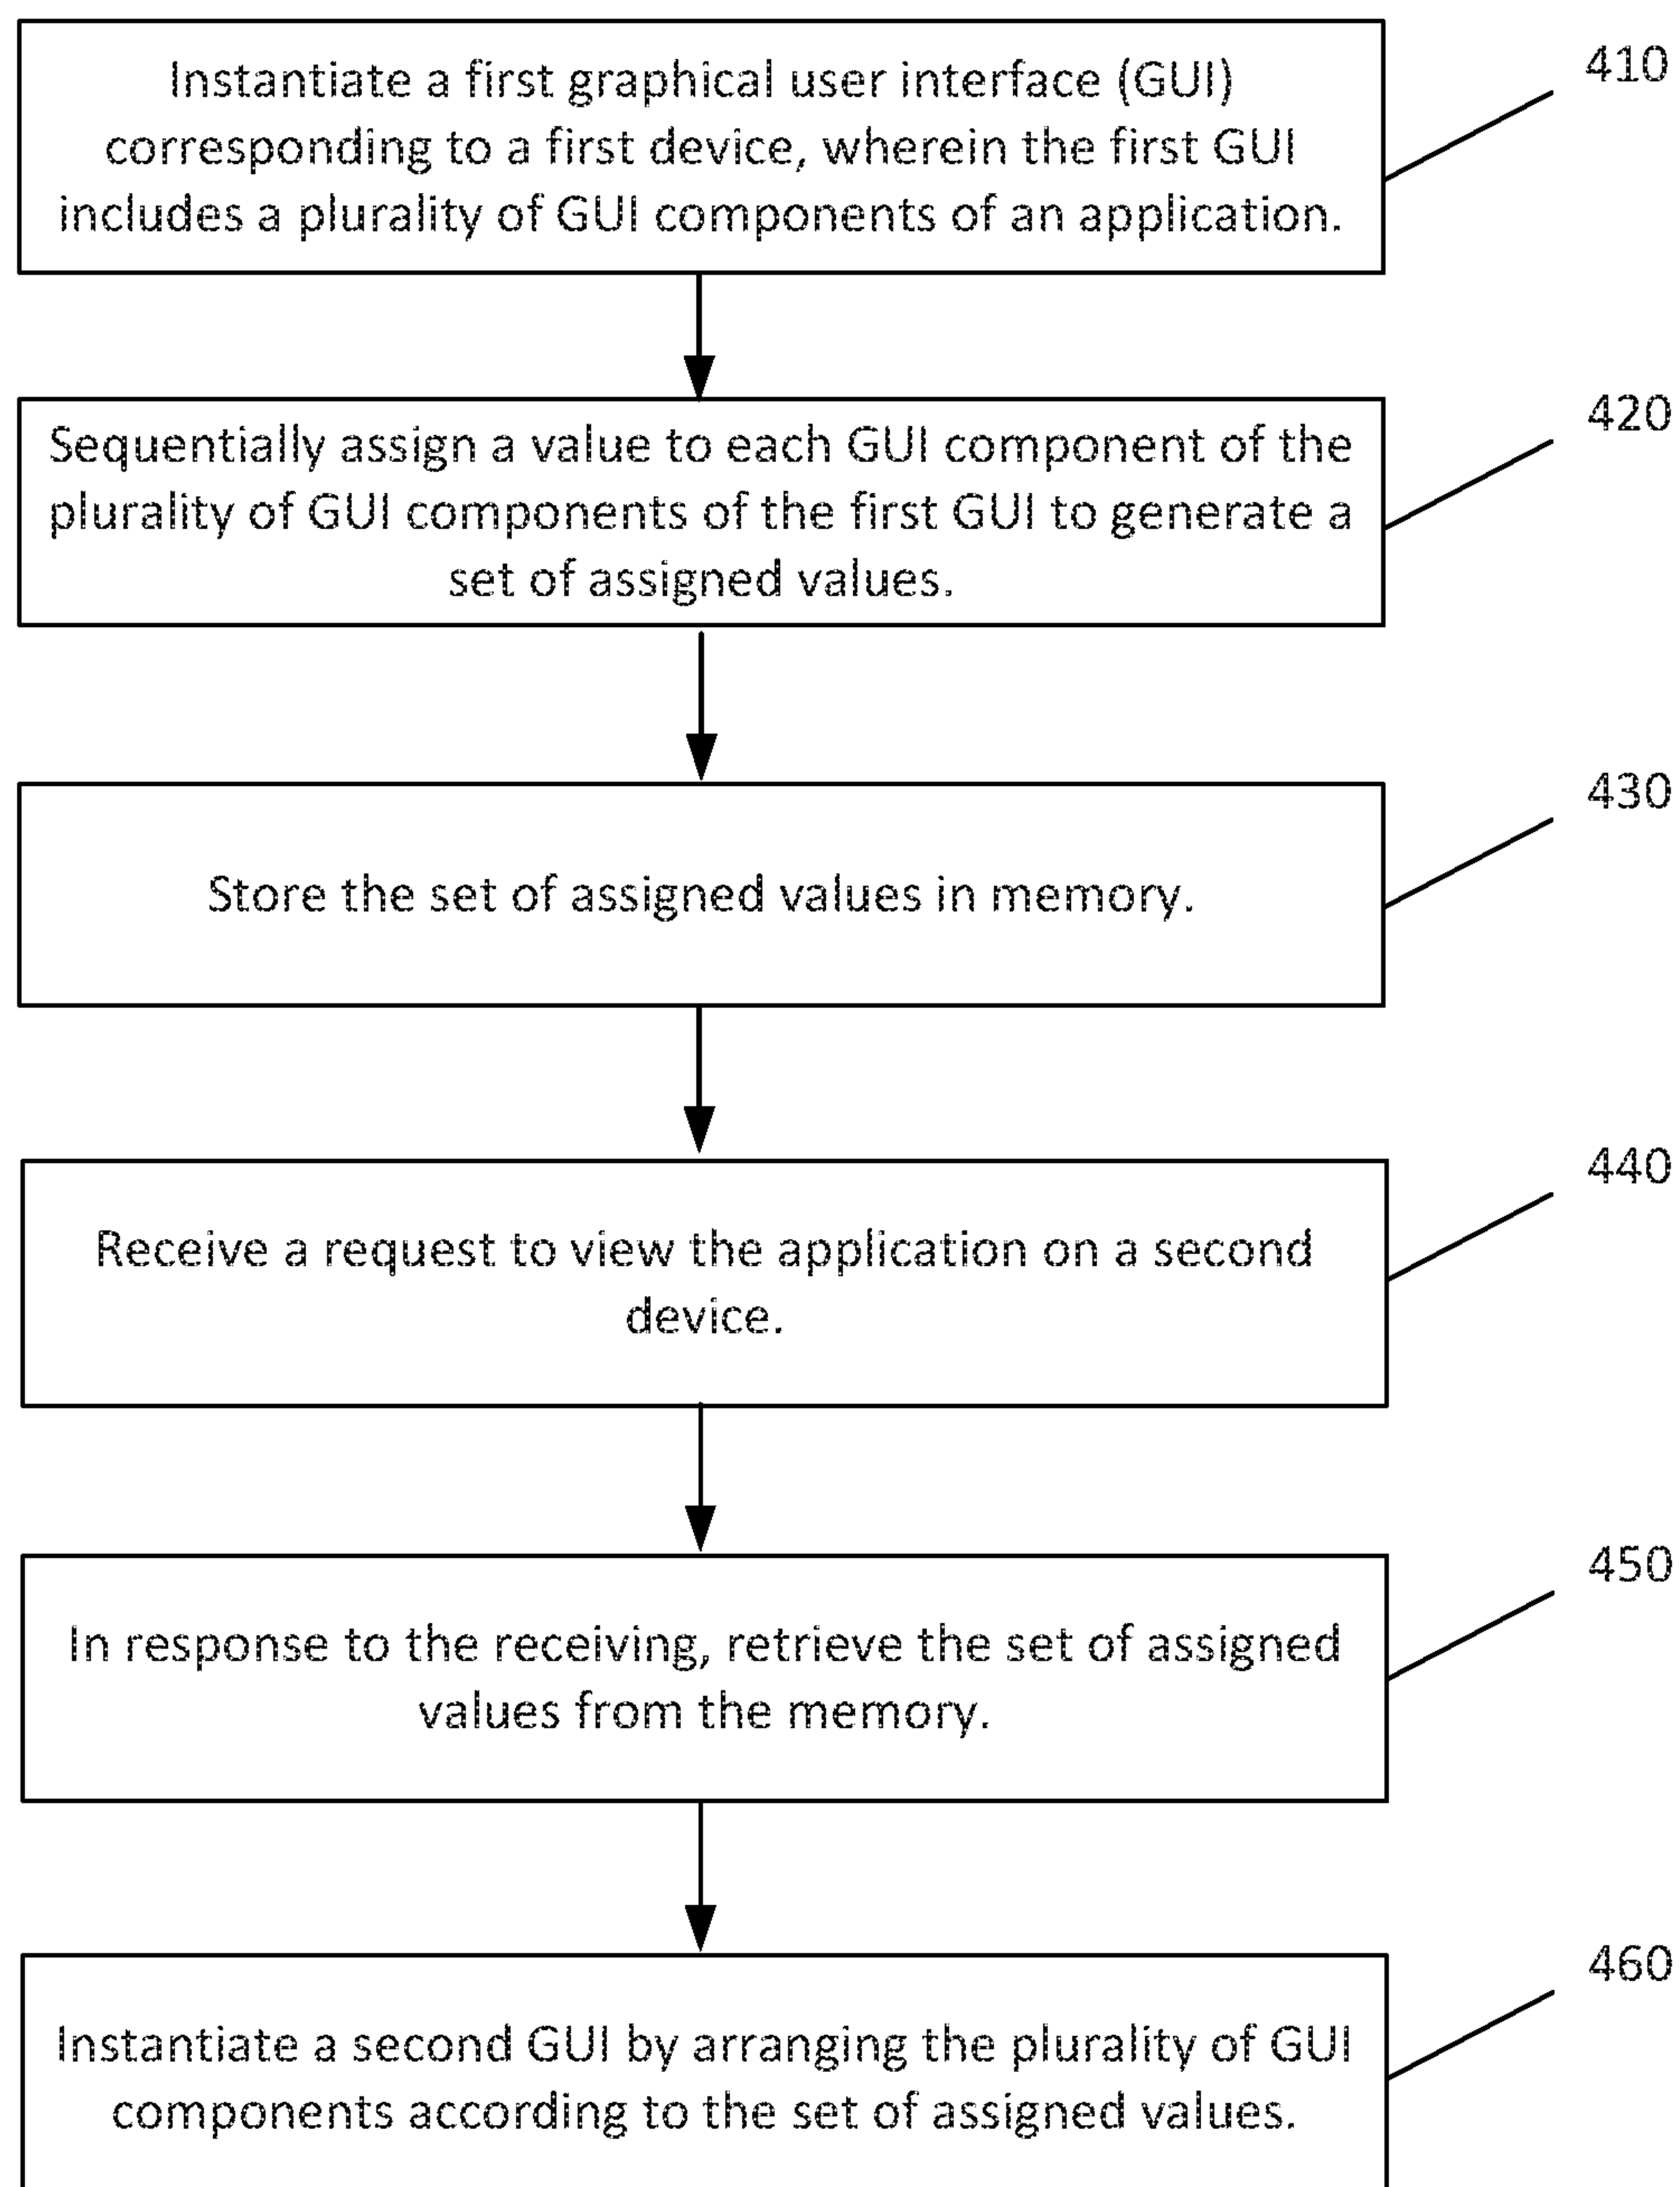 Instantiate a first graphical user interface (GUI)
corresponding to a first device, wherein the first GUI
includes a plurality of GUI components of an application.
410
Sequentially assign a value to each GUI component of the
plurality of GUI components of the first GUI to generate a
set of assigned values.
420
Store the set of assigned values in memory.
430
Receive a request to view the application on a second
device.
440
In response to the receiving, retrieve the set of assigned
values from the memory.
450
Instantiate a second GUI by arranging the plurality of GUI
components according to the set of assigned values.
460